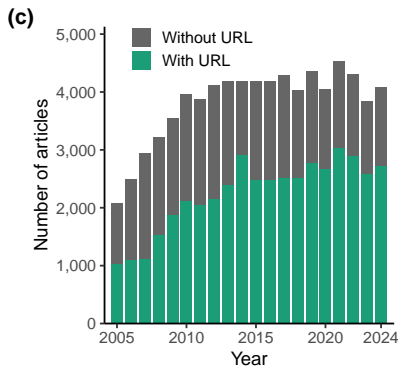 (c)
Without URL
With URL
5,000
4,000
3,000
2,000
1,000
0
Number of articles
2005
2010
2015
2020
2024
Year